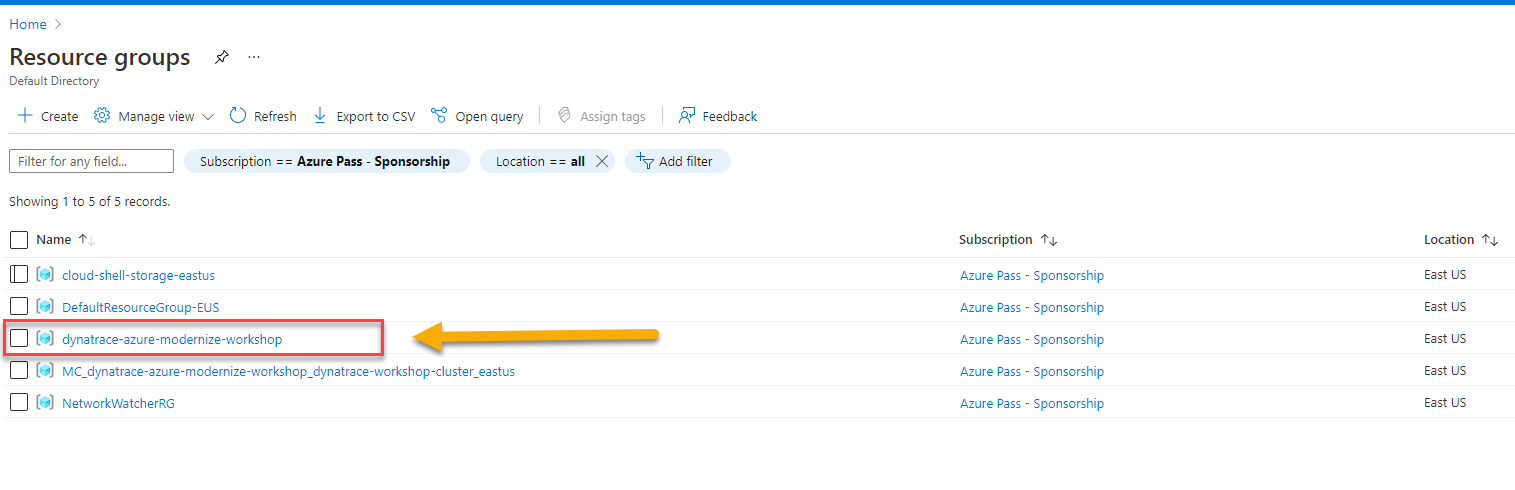 Home
Resource groups ...
Default Directory
Create Manage view Refresh Export to CSV Open query Assign tags Feedback
Filter for any field... Subscription == Azure Pass - Sponsorship Location == all Add filter
Showing 1 to 5 of 5 records.
Name Subscription Location
cloud-shell-storage-eastus Azure Pass - Sponsorship East US
DefaultResourceGroup-EUS Azure Pass - Sponsorship East US
dynatrace-azure-modernize-workshop Azure Pass - Sponsorship East US
MC_dynatrace-azure-modernize-workshop_dynatrace-workshop-cluster_eastus Azure Pass - Sponsorship East US
NetworkWatcherRG Azure Pass - Sponsorship East US